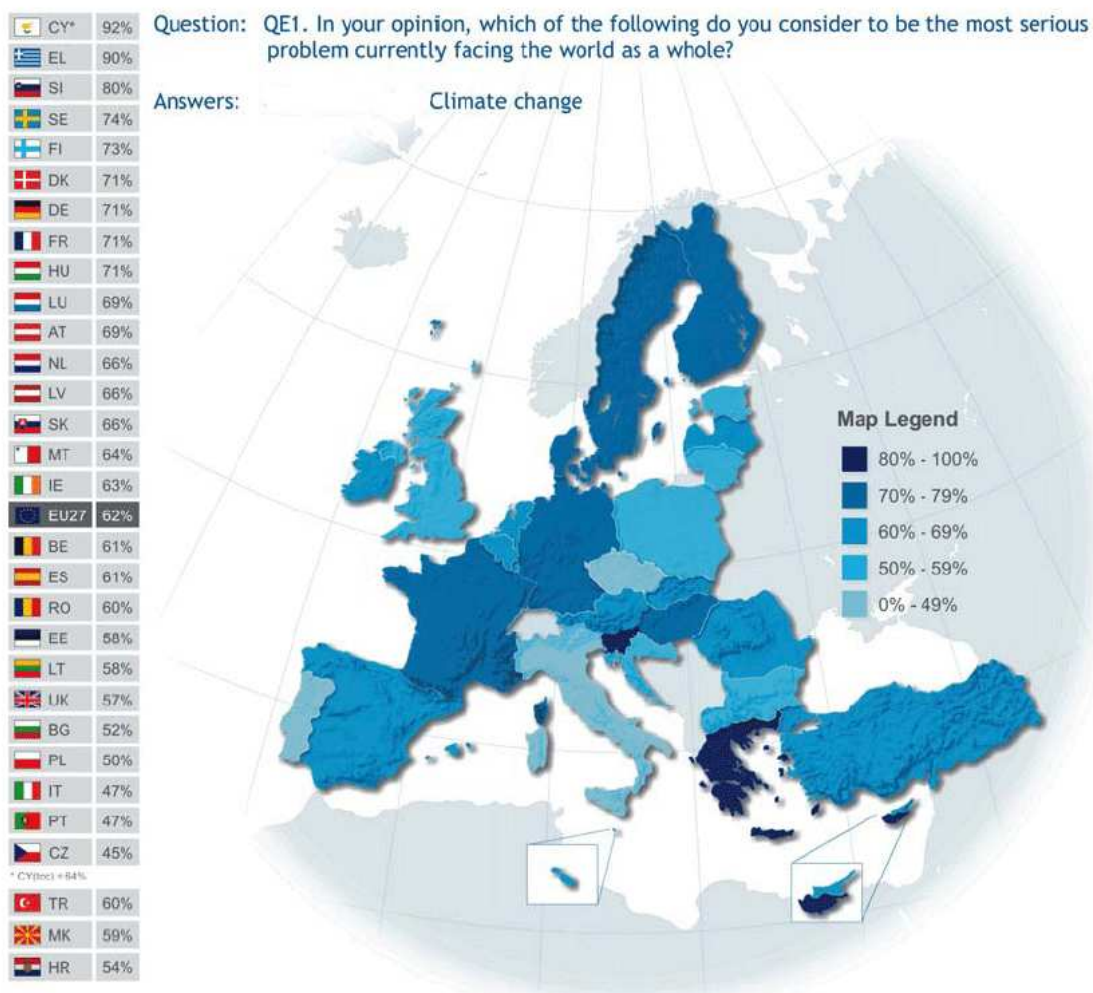 Question: QE1. In your opinion, which of the following do you consider to be the most serious
problem currently facing the world as a whole?
Answers: Climate change
CY* 92%
EL 90%
SI 80%
SE 74%
FI 73%
DK 71%
DE 71%
FR 71%
HU 71%
LU 69%
AT 69%
NL 66%
LV 66%
SK 66%
MT 64%
IE 63%
EU27 62%
BE 61%
ES 61%
RO 60%
EE 58%
LT 58%
UK 57%
BG 52%
PL 50%
IT 47%
PT 47%
CZ 45%
* CY(tcc) = 64%
TR 60%
MK 59%
HR 54%
Map Legend
80% - 100%
70% - 79%
60% - 69%
50% - 59%
0% - 49%